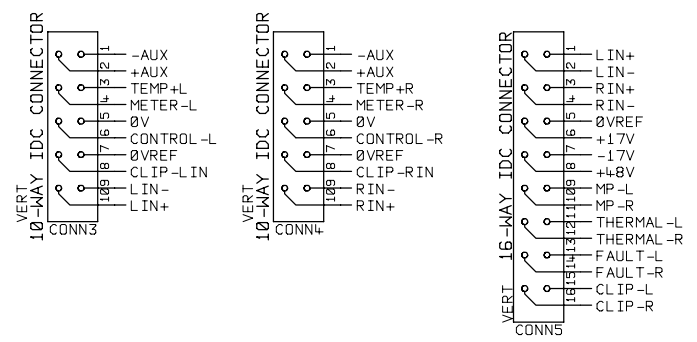 10-WAY IDC CONNECTOR
VERT
1 -AUX
2 +AUX
3 TEMP+L
4 METER-L
5 0V
6 CONTROL-L
7 0VREF
8 CLIP-LIN
9 LIN-
10 LIN+
CONN3
10-WAY IDC CONNECTOR
VERT
1 -AUX
2 +AUX
3 TEMP+R
4 METER-R
5 0V
6 CONTROL-R
7 0VREF
8 CLIP-RIN
9 RIN-
10 RIN+
CONN4
16-WAY IDC CONNECTOR
VERT
1 LIN+
2 LIN-
3 RIN+
4 RIN-
5 0VREF
6 +17V
7 -17V
8 +48V
9 MP-L
10 MP-R
11 THERMAL-L
12 THERMAL-R
13 FAULT-L
14 FAULT-R
15 CLIP-L
16 CLIP-R
CONN5